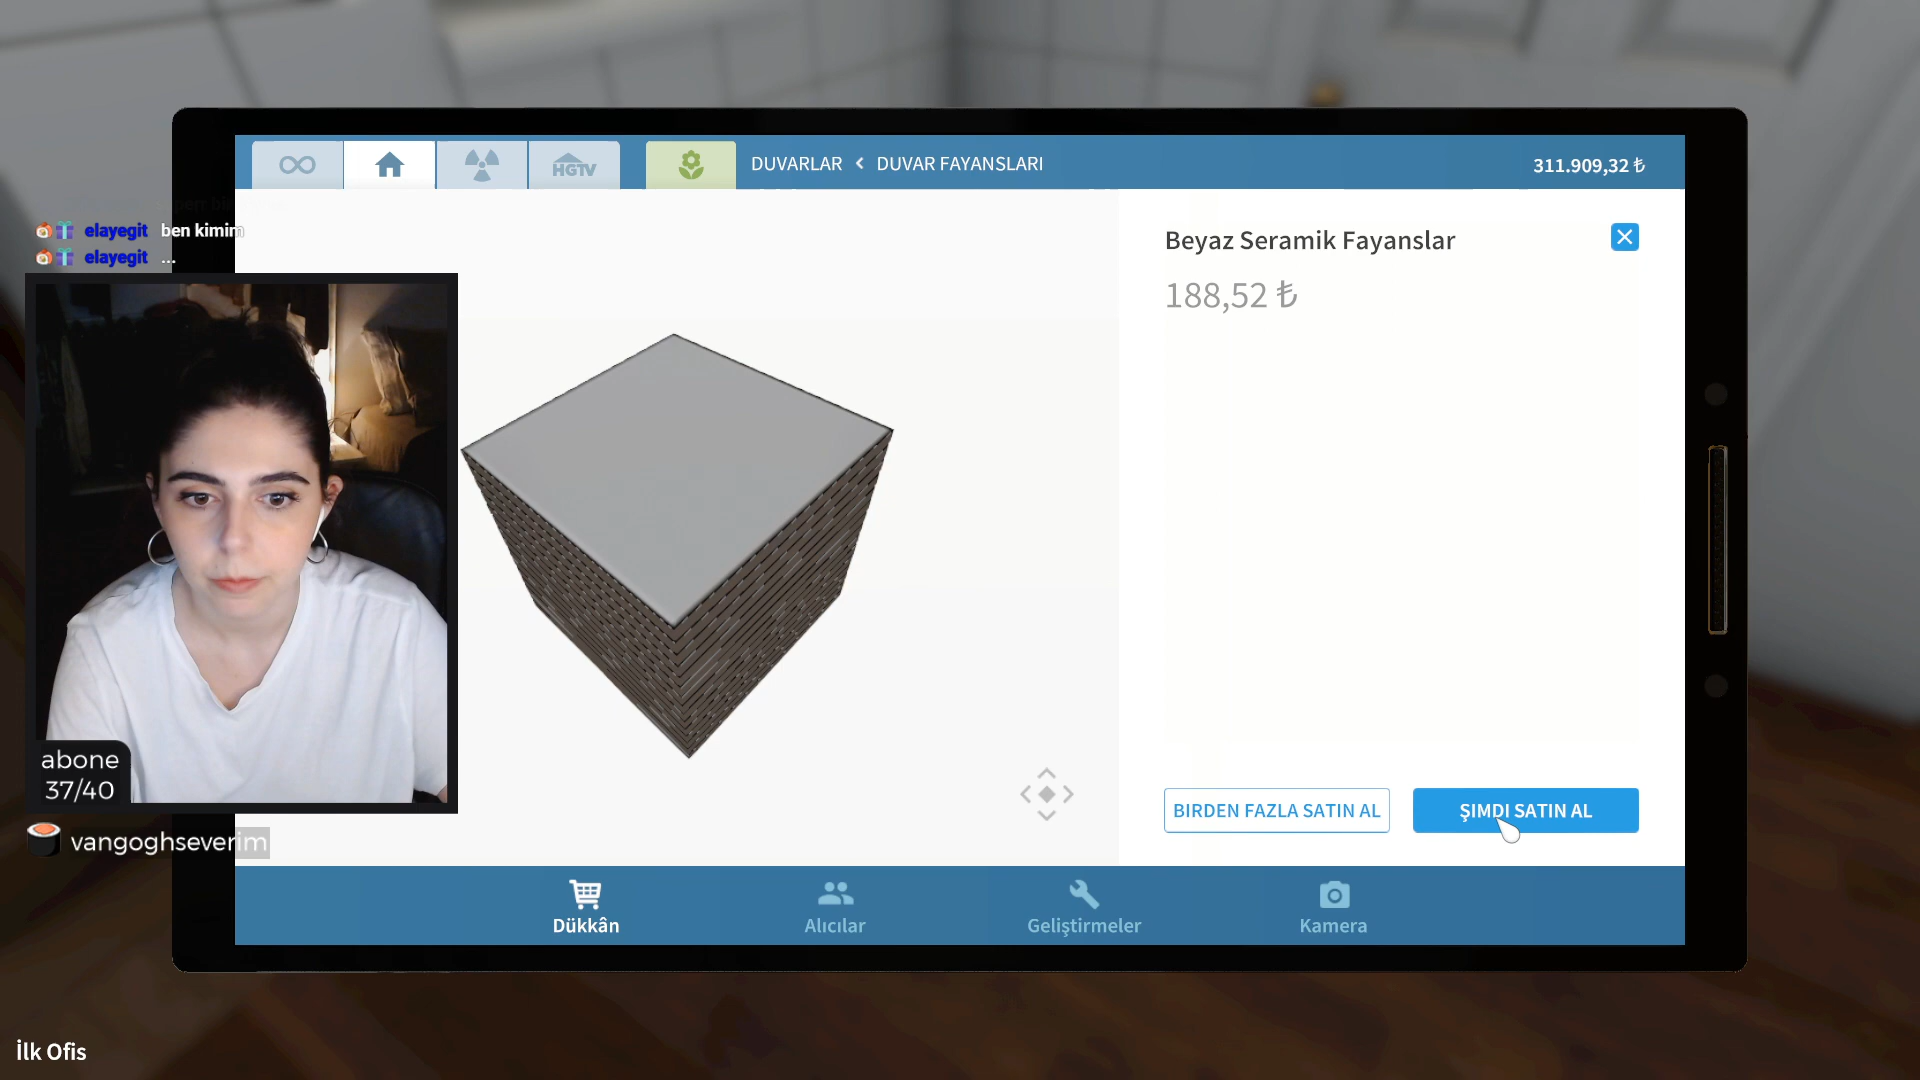 HGTV
DUVARLAR < DUVAR FAYANSLARI
311.909,32 ₺
elayegit ben kimim
elayegit ...
Beyaz Seramik Fayanslar
188,52 ₺
abone
37/40
vangoghseverim
BIRDEN FAZLA SATIN AL
ŞIMDI SATIN AL
Dükkân
Alıcılar
Geliştirmeler
Kamera
İlk Ofis